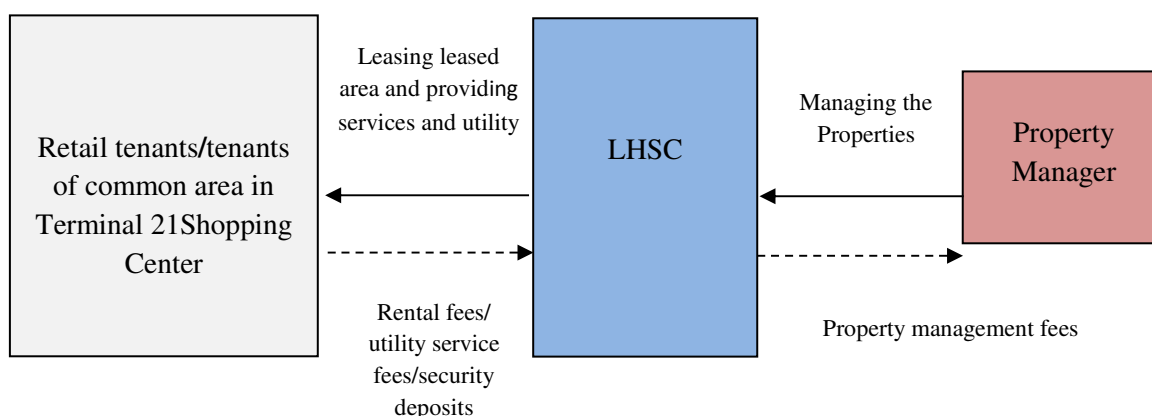 Retail tenants/tenants
of common area in
Terminal 21Shopping
Center
Leasing leased
area and providing
services and utility
Rental fees/
utility service
fees/security
deposits
LHSC
Managing the
Properties
Property management fees
Property
Manager